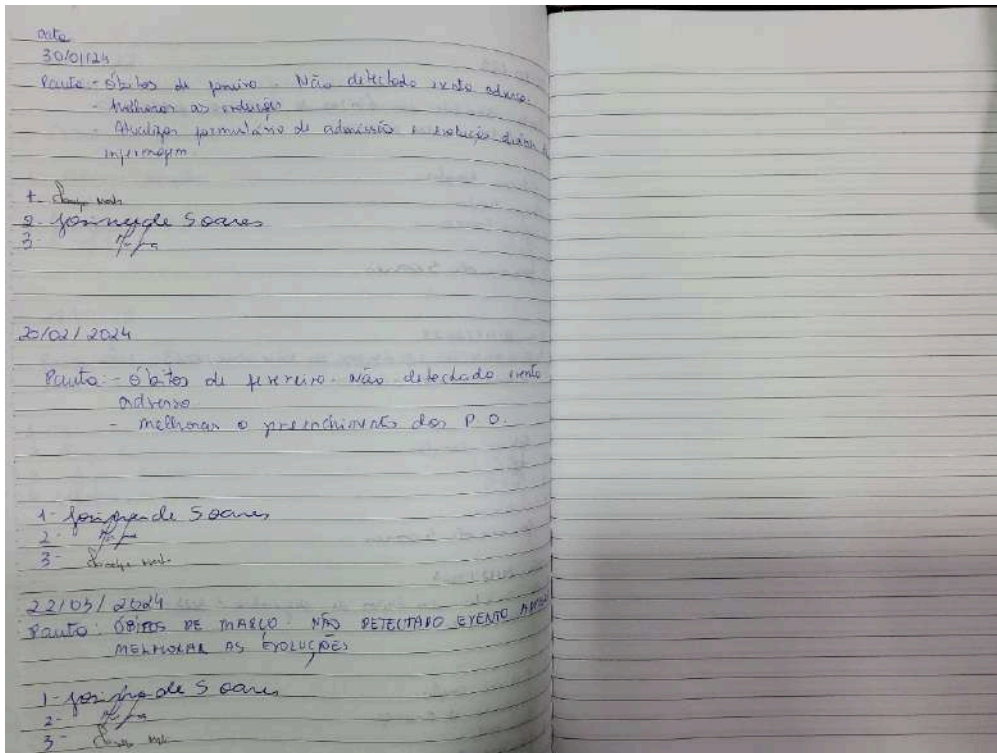 Data
30/01/24
Pauta - Óbitos de janeiro. Não detectado evento adverso.
- Melhorar as evoluções
- Atualizar formulário de admissão e evolução diária
enfermagem
1-
2- Soares
3-
20/02/2024
Pauta: - Óbitos de fevereiro. Não detectado evento
adverso
- melhorar o preenchimento dos P.O.
1- de Soares
2-
3-
22/03/2024
Pauta: ÓBITOS DE MARÇO. NÃO DETECTADO EVENTO
MELHORAR AS EVOLUÇÕES
1- de Soares
2-
3-